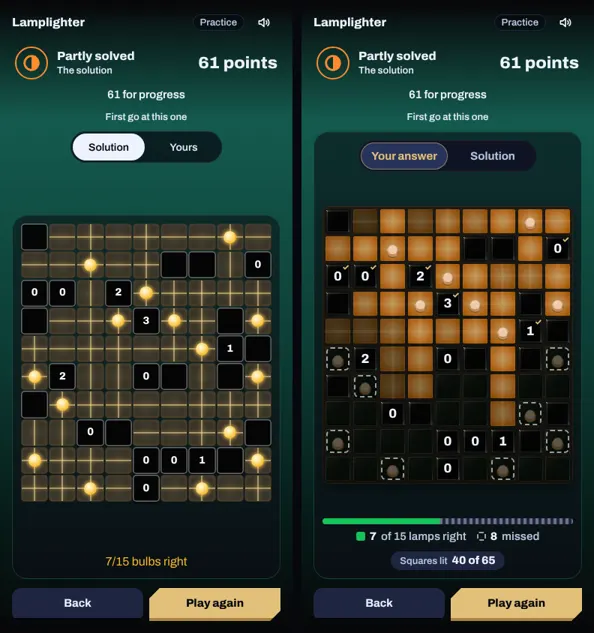 Lamplighter
Practice
Partly solved
The solution
61 points
61 for progress
First go at this one
Solution
Yours
0
0 0 2
3
1
2 0
0
0 0 1
0
7/15 bulbs right
Back
Play again
Lamplighter
Practice
Partly solved
The solution
61 points
61 for progress
First go at this one
Your answer
Solution
0
0 0 2
3
1
2 0
0
0 0 1
0
7 of 15 lamps right 8 missed
Squares lit 40 of 65
Back
Play again